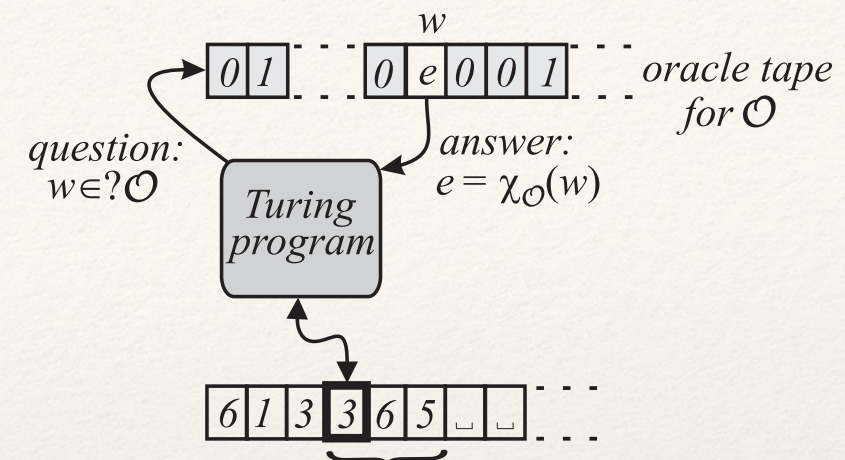 w
0 1 0 e 0 0 1
oracle tape
for 𝒪
question:
w∈?𝒪
answer:
e = χ𝒪(w)
Turing
program
6 1 3 3 6 5 ␣ ␣